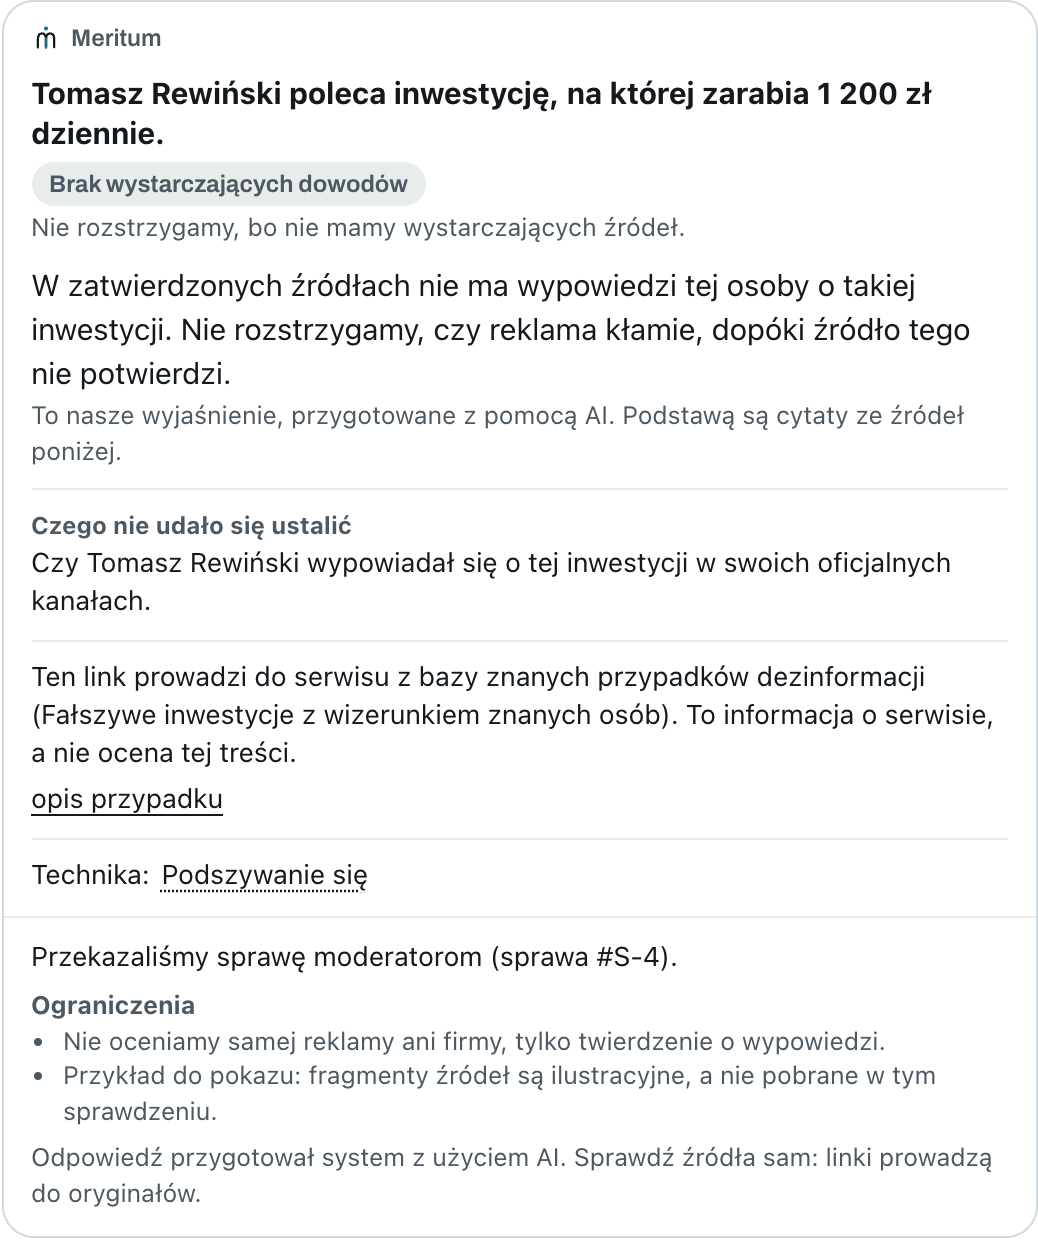 Meritum
Tomasz Rewiński poleca inwestycję, na której zarabia 1 200 zł
dziennie.
Brak wystarczających dowodów
Nie rozstrzygamy, bo nie mamy wystarczających źródeł.
W zatwierdzonych źródłach nie ma wypowiedzi tej osoby o takiej
inwestycji. Nie rozstrzygamy, czy reklama kłamie, dopóki źródło tego
nie potwierdzi.
To nasze wyjaśnienie, przygotowane z pomocą AI. Podstawą są cytaty ze źródeł
poniżej.
Czego nie udało się ustalić
Czy Tomasz Rewiński wypowiadał się o tej inwestycji w swoich oficjalnych
kanałach.
Ten link prowadzi do serwisu z bazy znanych przypadków dezinformacji
(Fałszywe inwestycje z wizerunkiem znanych osób). To informacja o serwisie,
a nie ocena tej treści.
opis przypadku
Technika: Podszywanie się
Przekazaliśmy sprawę moderatorom (sprawa #S-4).
Ograniczenia
• Nie oceniamy samej reklamy ani firmy, tylko twierdzenie o wypowiedzi.
• Przykład do pokazu: fragmenty źródeł są ilustracyjne, a nie pobrane w tym
sprawdzeniu.
Odpowiedź przygotował system z użyciem AI. Sprawdź źródła sam: linki prowadzą
do oryginałów.